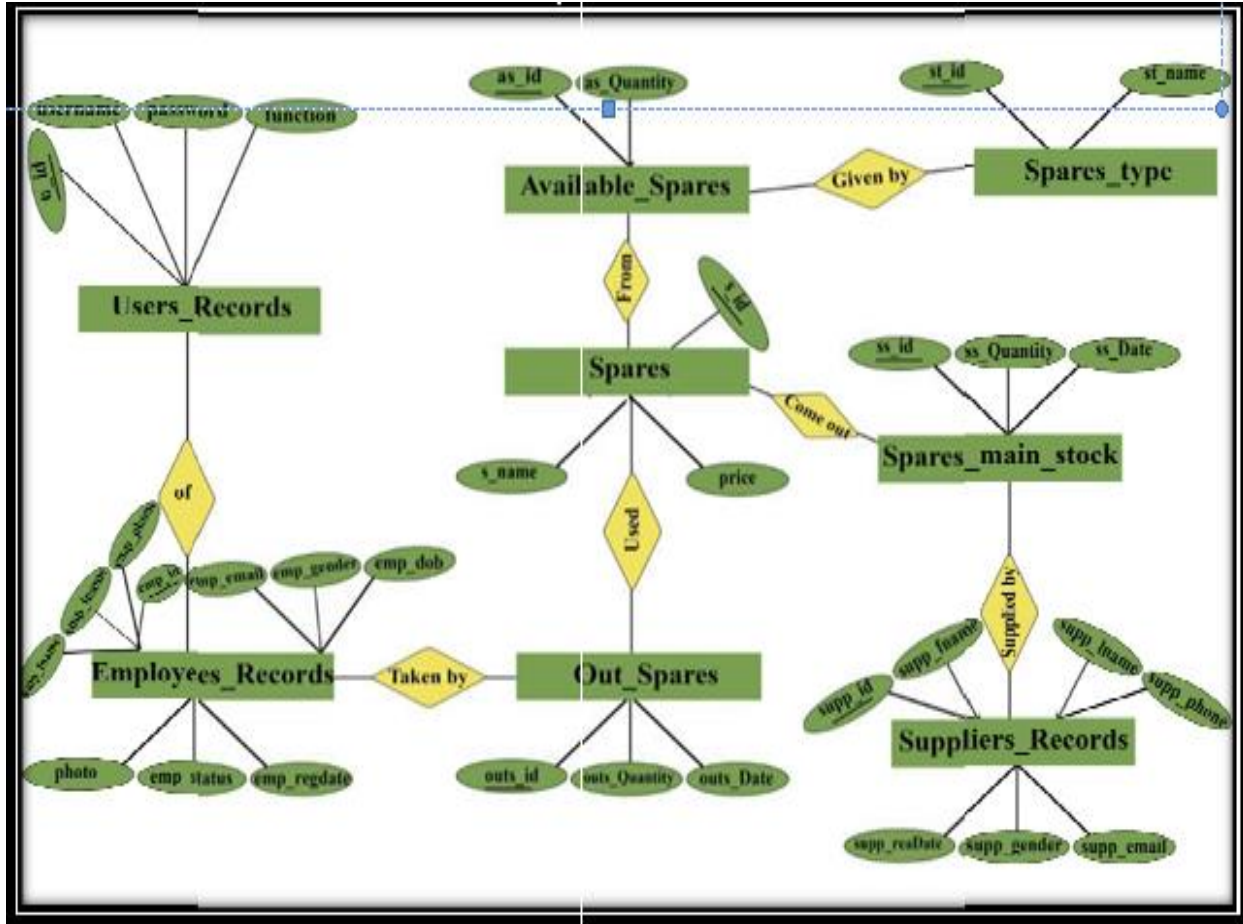 as_id
as_Quantity
st_id
st_name
username
password
function
Available_Spares
Given by
Spares_type
From
s_id
Users_Records
Spares
ss_id
ss_Quantity
ss_Date
Come out
s_name
price
Spares_main_stock
of
Used
emp_id
emp_email
emp_gender
emp_dob
Supplied by
supp_fname
supp_lname
Employees_Records
Taken by
Out_Spares
supp_id
supp_phone
Suppliers_Records
photo
emp_status
emp_regdate
outs_id
outs_Quantity
outs_Date
supp_gender
supp_email